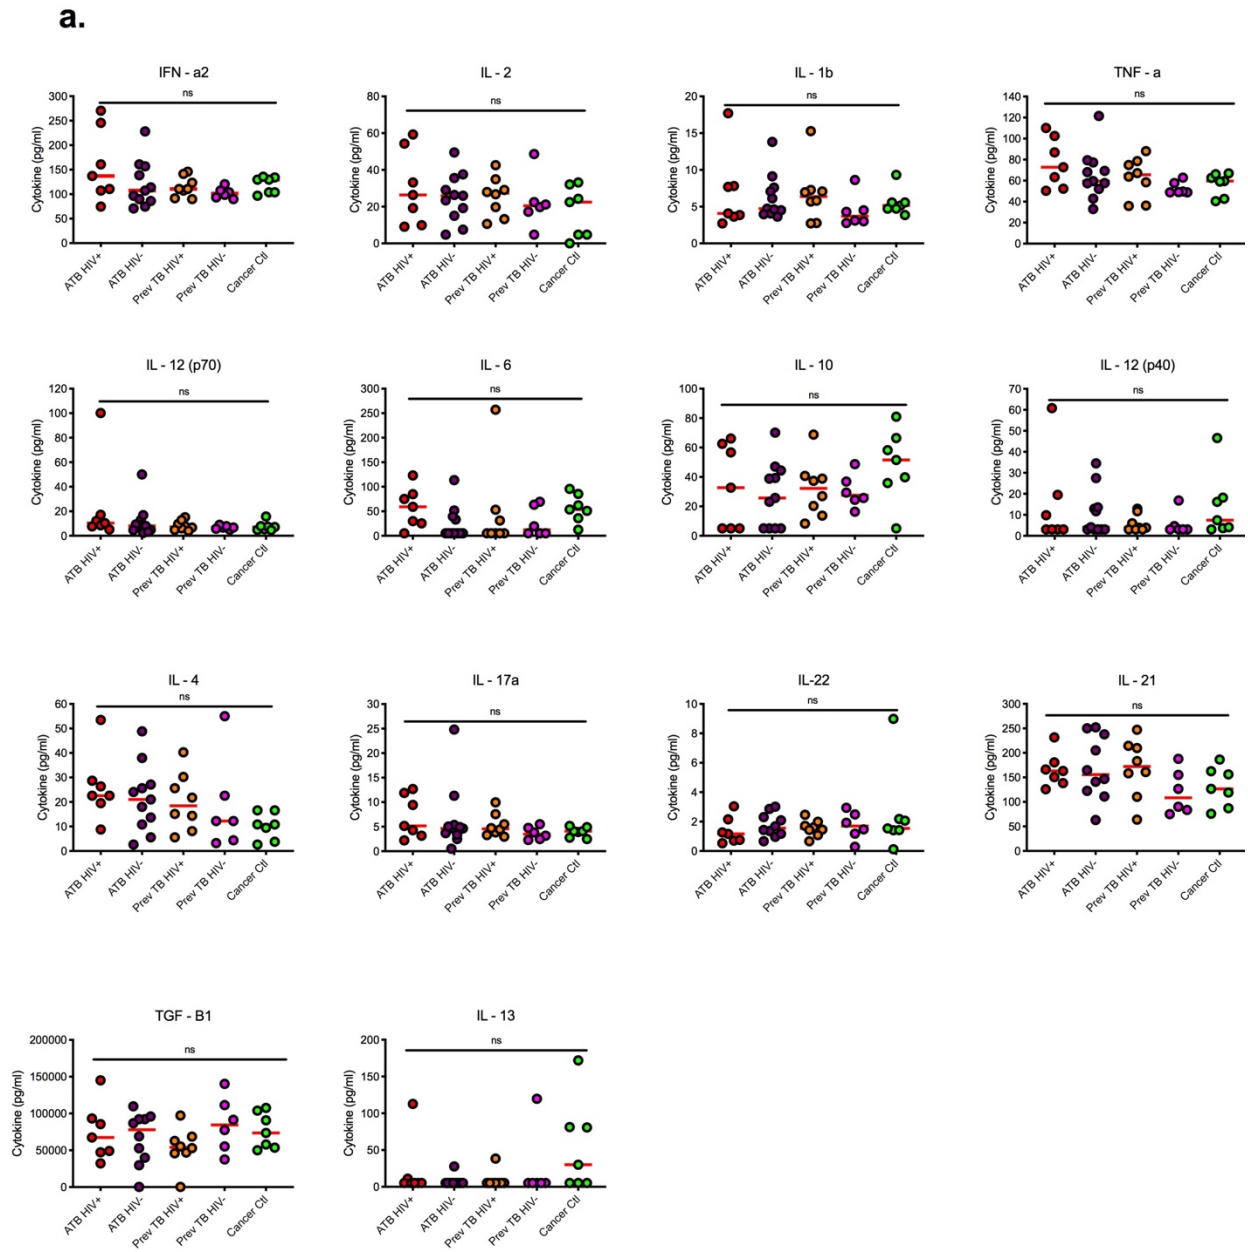 a.
IFN - a2
ns
Cytokine (pg/ml)
300
250
200
150
100
50
0
ATB HIV+
ATB HIV-
Prev TB HIV+
Prev TB HIV-
Cancer Ctl
IL - 2
ns
Cytokine (pg/ml)
80
60
40
20
0
ATB HIV+
ATB HIV-
Prev TB HIV+
Prev TB HIV-
Cancer Ctl
IL - 1b
ns
Cytokine (pg/ml)
20
15
10
5
0
ATB HIV+
ATB HIV-
Prev TB HIV+
Prev TB HIV-
Cancer Ctl
TNF - a
ns
Cytokine (pg/ml)
140
120
100
80
60
40
20
0
ATB HIV+
ATB HIV-
Prev TB HIV+
Prev TB HIV-
Cancer Ctl
IL - 12 (p70)
ns
Cytokine (pg/ml)
120
100
80
60
40
20
0
ATB HIV+
ATB HIV-
Prev TB HIV+
Prev TB HIV-
Cancer Ctl
IL - 6
ns
Cytokine (pg/ml)
300
250
200
150
100
50
0
ATB HIV+
ATB HIV-
Prev TB HIV+
Prev TB HIV-
Cancer Ctl
IL - 10
ns
Cytokine (pg/ml)
100
80
60
40
20
0
ATB HIV+
ATB HIV-
Prev TB HIV+
Prev TB HIV-
Cancer Ctl
IL - 12 (p40)
ns
Cytokine (pg/ml)
70
60
50
40
30
20
10
0
ATB HIV+
ATB HIV-
Prev TB HIV+
Prev TB HIV-
Cancer Ctl
IL - 4
ns
Cytokine (pg/ml)
60
50
40
30
20
10
0
ATB HIV+
ATB HIV-
Prev TB HIV+
Prev TB HIV-
Cancer Ctl
IL - 17a
ns
Cytokine (pg/ml)
30
25
20
15
10
5
0
ATB HIV+
ATB HIV-
Prev TB HIV+
Prev TB HIV-
Cancer Ctl
IL-22
ns
Cytokine (pg/ml)
10
8
6
4
2
0
ATB HIV+
ATB HIV-
Prev TB HIV+
Prev TB HIV-
Cancer Ctl
IL - 21
ns
Cytokine (pg/ml)
300
250
200
150
100
50
0
ATB HIV+
ATB HIV-
Prev TB HIV+
Prev TB HIV-
Cancer Ctl
TGF - B1
ns
Cytokine (pg/ml)
200000
150000
100000
50000
0
ATB HIV+
ATB HIV-
Prev TB HIV+
Prev TB HIV-
Cancer Ctl
IL - 13
ns
Cytokine (pg/ml)
200
150
100
50
0
ATB HIV+
ATB HIV-
Prev TB HIV+
Prev TB HIV-
Cancer Ctl